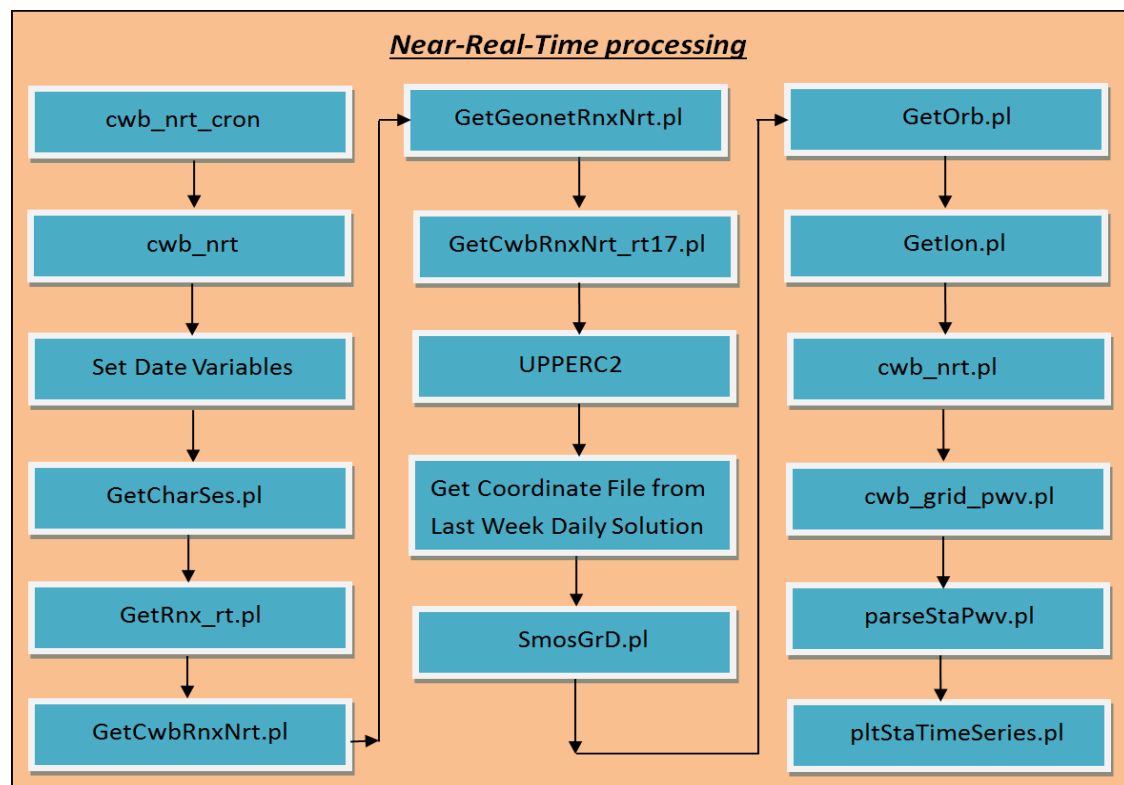 Near-Real-Time processing
cwb_nrt_cron
cwb_nrt
Set Date Variables
GetCharSes.pl
GetRnx_rt.pl
GetCwbRnxNrt.pl
GetGeonetRnxNrt.pl
GetCwbRnxNrt_rt17.pl
UPPERC2
Get Coordinate File from
Last Week Daily Solution
SmosGrD.pl
GetOrb.pl
GetIon.pl
cwb_nrt.pl
cwb_grid_pwv.pl
parseStaPwv.pl
pltStaTimeSeries.pl